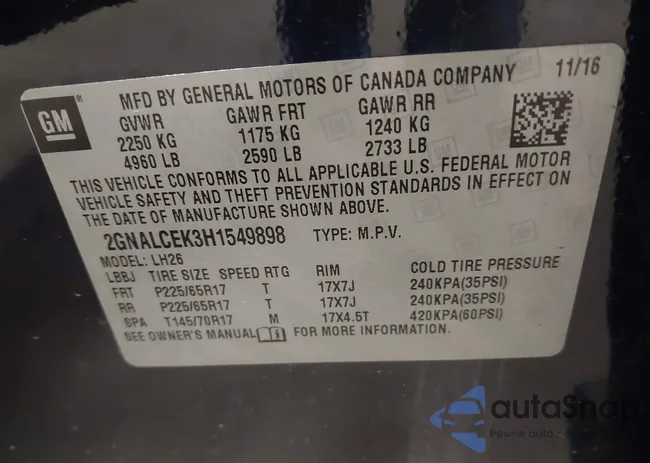 GM
MFD BY GENERAL MOTORS OF CANADA COMPANY 11/16
GVWR GAWR FRT GAWR RR
2250 KG 1175 KG 1240 KG
4960 LB 2590 LB 2733 LB
THIS VEHICLE CONFORMS TO ALL APPLICABLE U.S. FEDERAL MOTOR
VEHICLE SAFETY AND THEFT PREVENTION STANDARDS IN EFFECT ON
THE DATE OF MANUFACTURE SHOWN ABOVE.
2GNALCEK3H1549898 TYPE: M.P.V.
MODEL: LH26
LBBJ TIRE SIZE SPEED RTG RIM COLD TIRE PRESSURE
FRT P225/65R17 T 17X7J 240KPA(35PSI)
RR P225/65R17 T 17X7J 240KPA(35PSI)
SPA T145/70R17 M 17X4.5T 420KPA(60PSI)
SEE OWNER'S MANUAL FOR MORE INFORMATION.
autaSnap
Pewne auto